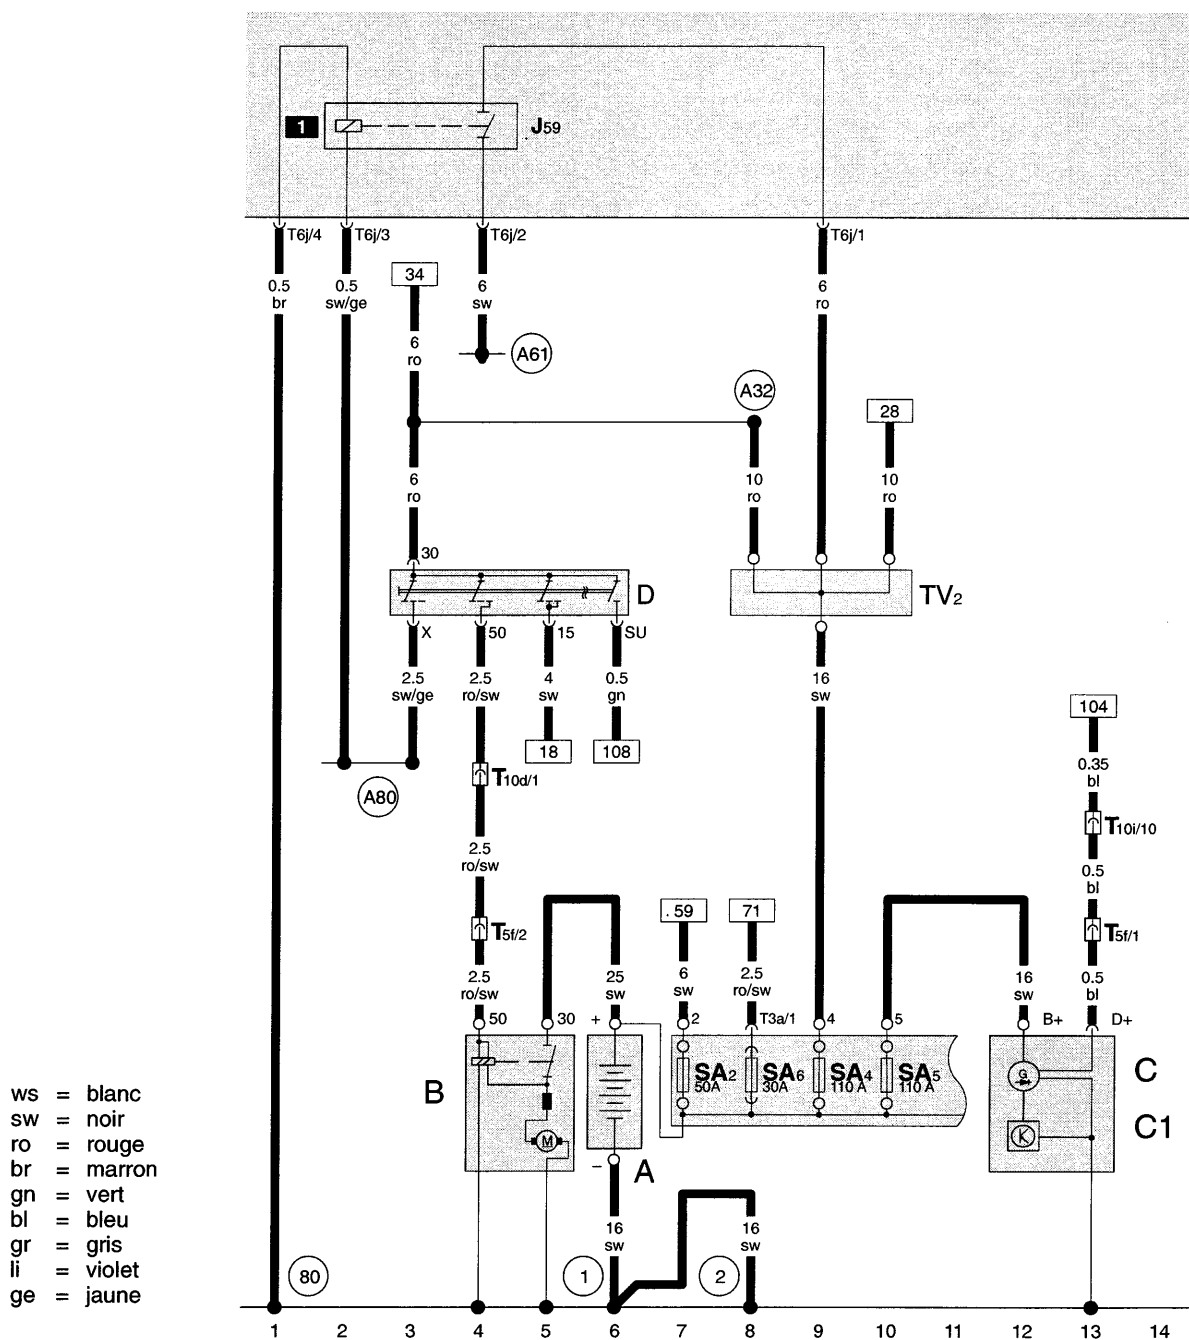 1
J59
T6j/4 T6j/3 T6j/2 T6j/1
0.5 0.5 6 6
br sw/ge sw ro
34
6
ro
A61
A32
28
6 10 10
ro ro ro
30
D
TV2
X 50 15 SU
2.5 2.5 4 0.5 16
sw/ge ro/sw sw gn sw
18 108
104
0.35
bl
T10d/1
A80
T10i/10
2.5
ro/sw
0.5
bl
59 71
T5f/2
T5f/1
2.5 25 6 2.5 16 0.5
ro/sw sw sw ro/sw sw bl
50 30 + 2 T3a/1 4 5 B+ D+
SA2 SA6 SA4 SA5
50A 30A 110 A 110 A
G
C
B
M
K
C1
A
−
16 16
sw sw
80 1 2
1 2 3 4 5 6 7 8 9 10 11 12 13 14
ws = blanc
sw = noir
ro = rouge
br = marron
gn = vert
bl = bleu
gr = gris
li = violet
ge = jaune